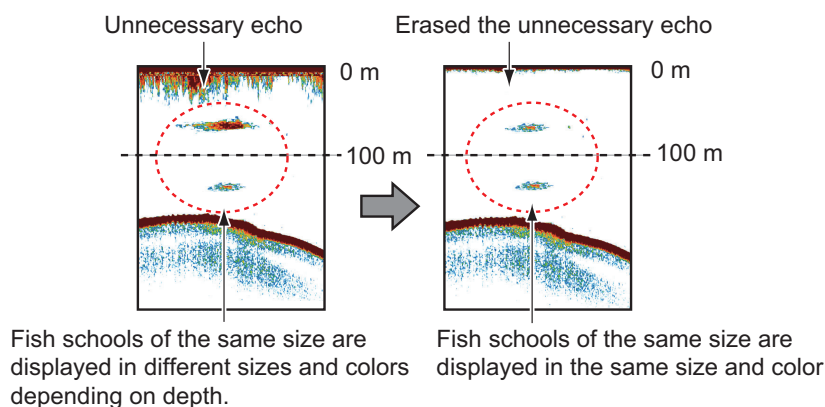 Unnecessary echo
Erased the unnecessary echo
0 m
0 m
100 m
100 m
Fish schools of the same size are
displayed in different sizes and colors
depending on depth.
Fish schools of the same size are
displayed in the same size and color